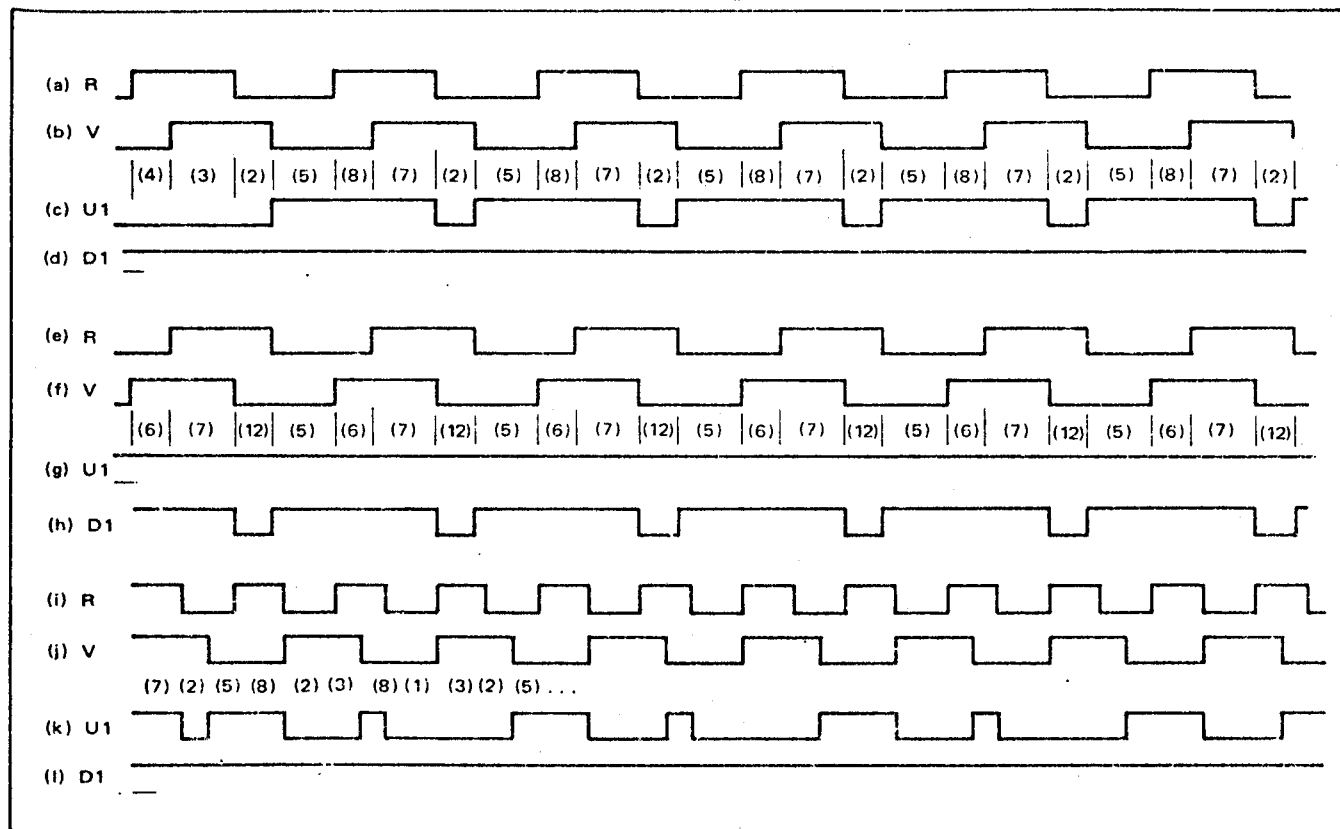 (a) R
(b) V
(4) (3) (2) (5) (8) (7) (2) (5) (8) (7) (2) (5) (8) (7) (2) (5) (8) (7) (2) (5) (8) (7) (2)
(c) U1
(d) D1
(e) R
(f) V
(6) (7) (12) (5) (6) (7) (12) (5) (6) (7) (12) (5) (6) (7) (12) (5) (6) (7) (12) (5) (6) (7) (12)
(g) U1
(h) D1
(i) R
(j) V
(7) (2) (5) (8) (2) (3) (8) (1) (3) (2) (5) ...
(k) U1
(l) D1